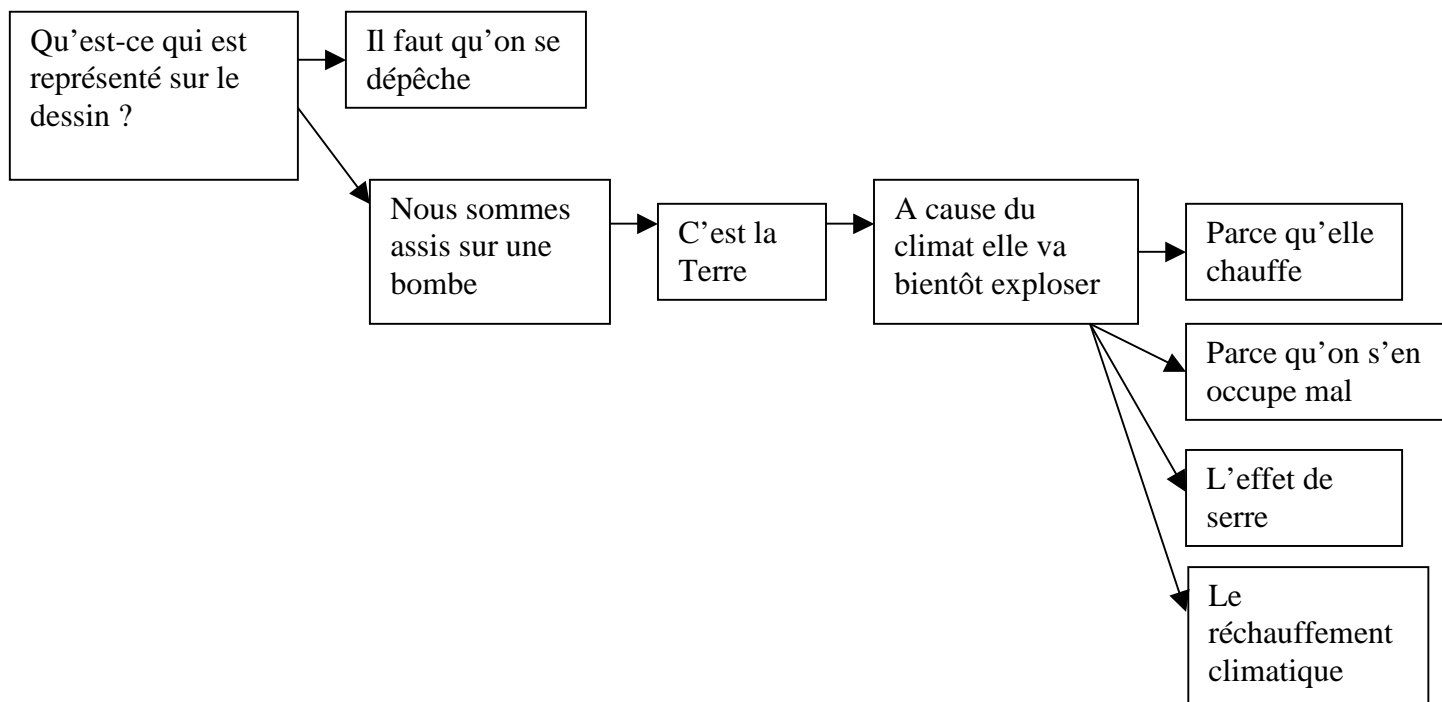 Qu’est-ce qui est
représenté sur le
dessin ?
Il faut qu’on se
dépêche
Nous sommes
assis sur une
bombe
C’est la
Terre
A cause du
climat elle va
bientôt exploser
Parce qu’elle
chauffe
Parce qu’on s’en
occupe mal
L’effet de
serre
Le
réchauffement
climatique